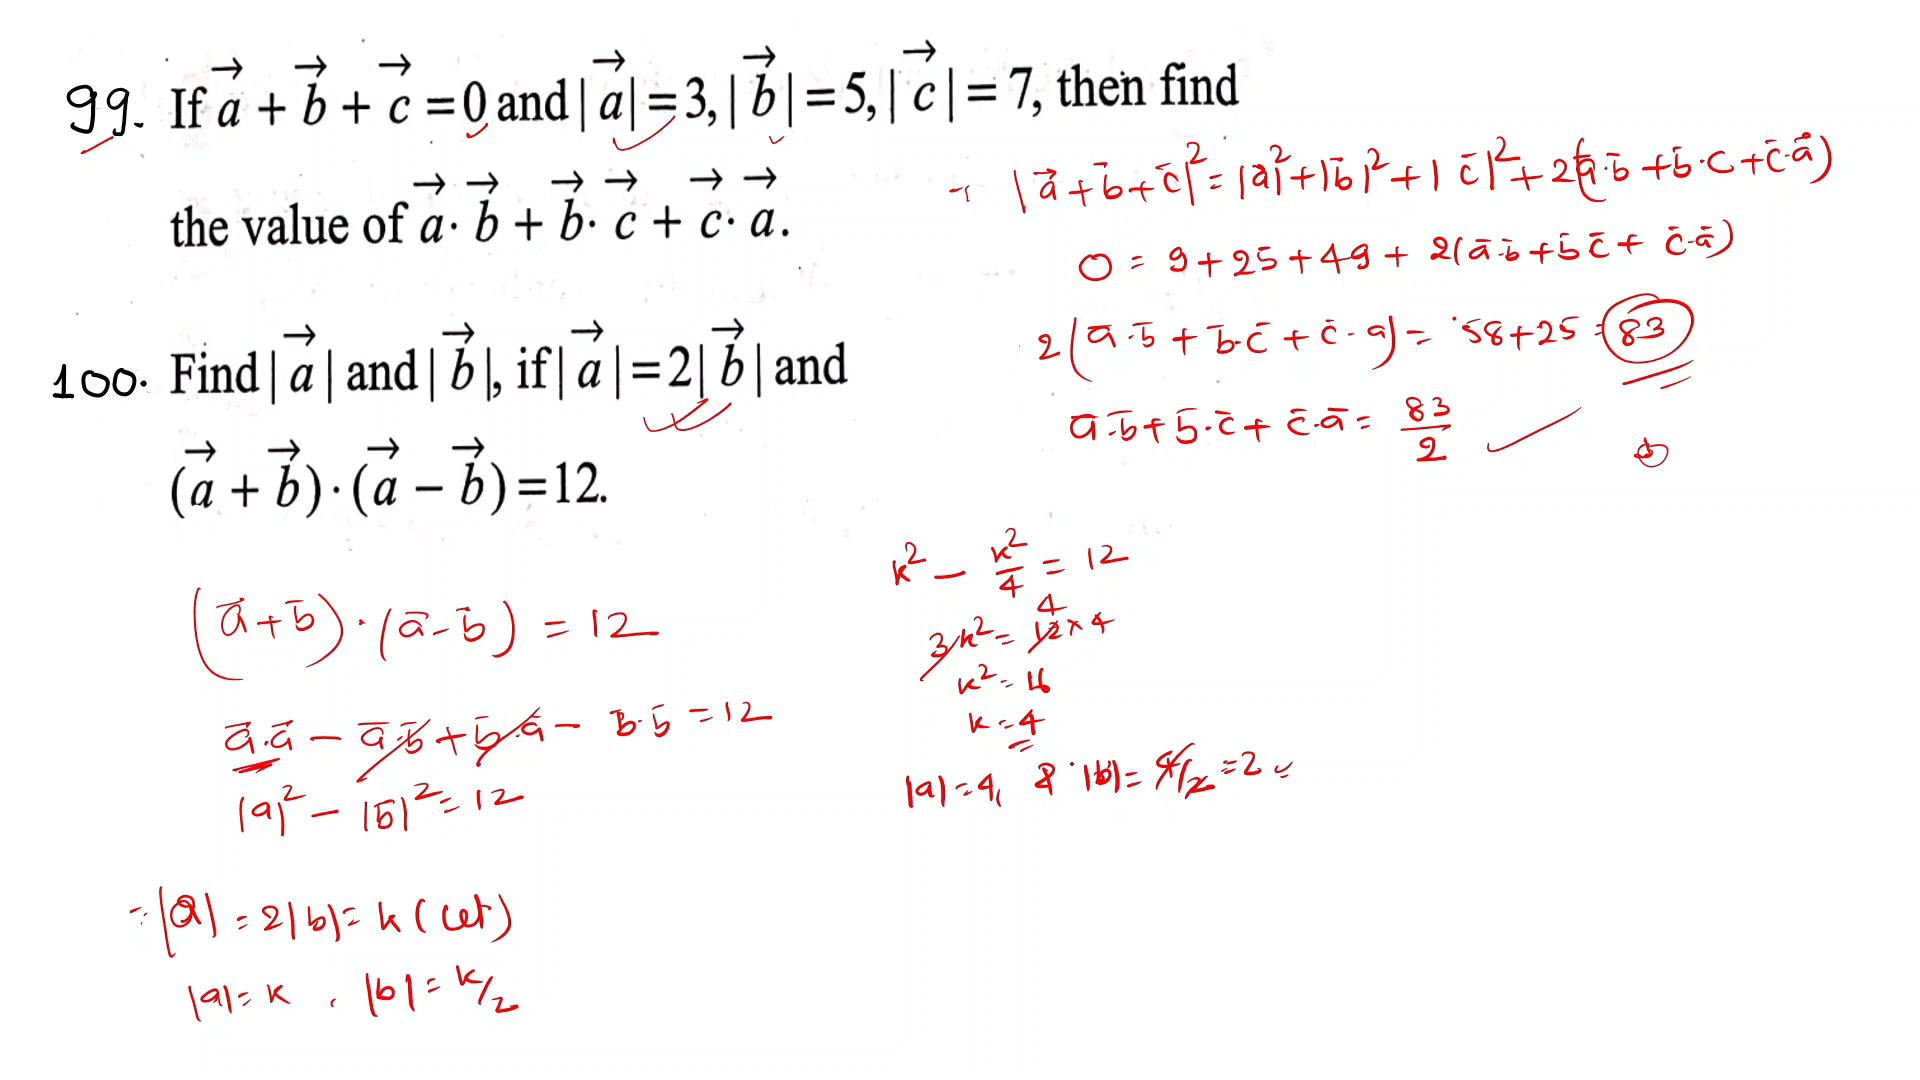 99. If a⃗ + b⃗ + c⃗ = 0 and |a⃗| = 3, |b⃗| = 5, |c⃗| = 7, then find
the value of a⃗ · b⃗ + b⃗ · c⃗ + c⃗ · a⃗.
|a⃗ + b̄ + c̄|² = |a|² + |b̄|² + |c̄|² + 2(a̅·b̄ + b̄·c + c̄·a̅)
0 = 9 + 25 + 49 + 2(ā·b̄ + b̄ c̄ + c̄·ā)
2(ā·b̄ + b̄·c̄ + c̄·a) = 58 + 25 = 83
ā·b̄ + b̄·c̄ + c̄·ā = 83/2
100. Find |a⃗| and |b⃗|, if |a⃗| = 2|b⃗| and
(a⃗ + b⃗) · (a⃗ − b⃗) = 12.
(ā + b̄) · (ā − b̄) = 12
a⃗·a⃗ − ā·b̄ + b̄·ā − b̄·b̄ = 12
|a|² − |b̄|² = 12
|a| = 2|b| = k (let)
|a| = k , |b| = k/2
k² − k²/4 = 12
3k² = 12 × 4
4
k² = 16
k = 4
|a| = 4, & |b| = 4/2 = 2